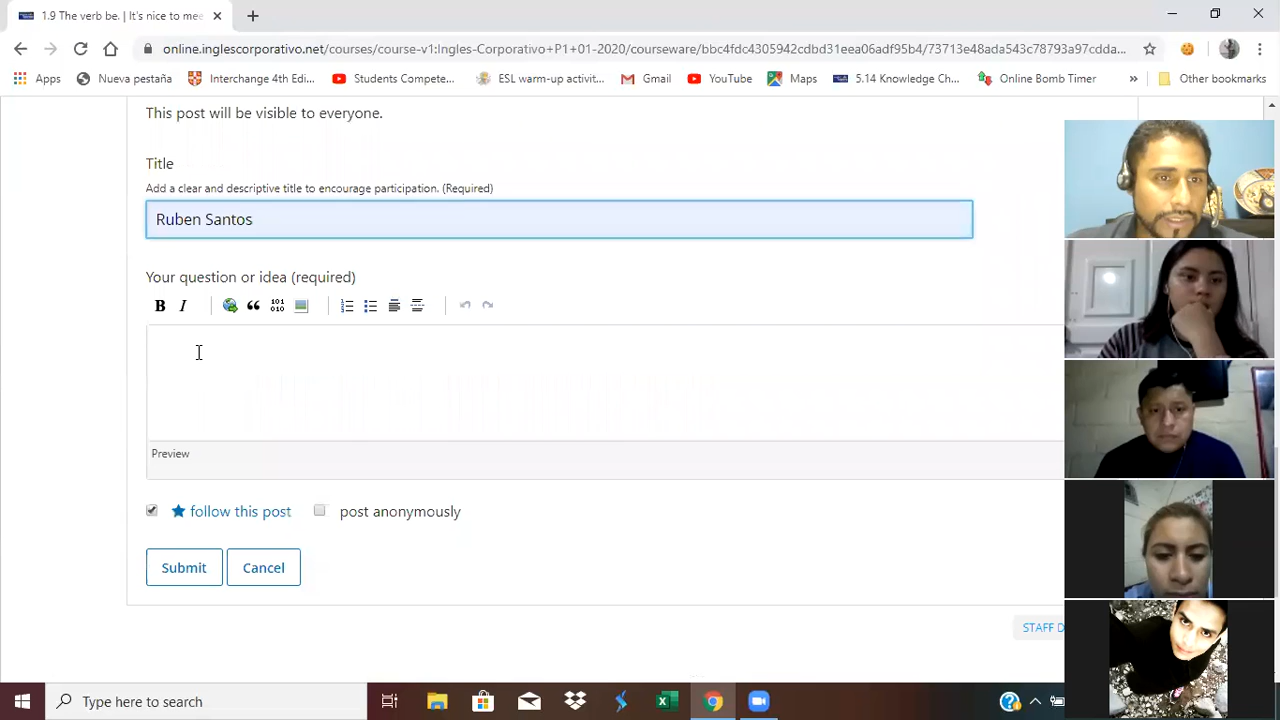 1.9 The verb be. | It's nice to mee
online.inglescorporativo.net/courses/course-v1:Ingles-Corporativo+P1+01-2020/courseware/bbc4fdc4305942cdbd31eea06adf95b4/73713e48ada543c78793a97cdda...
Apps Nueva pestaña Interchange 4th Edi... Students Compete... ESL warm-up activit... Gmail YouTube Maps 5.14 Knowledge Ch... Online Bomb Timer » Other bookmarks
This post will be visible to everyone.
Title
Add a clear and descriptive title to encourage participation. (Required)
Ruben Santos
Your question or idea (required)
B I
Preview
follow this post post anonymously
Submit Cancel
STAFF D
Type here to search